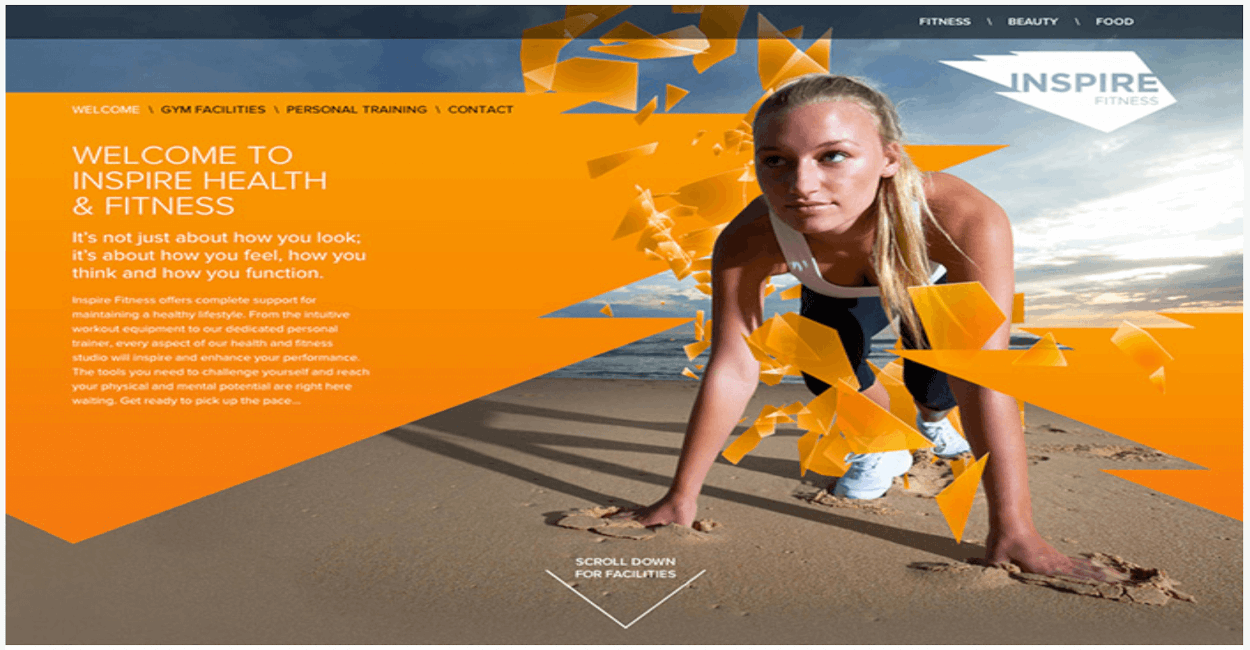 FITNESS \ BEAUTY \ FOOD
INSPIRE
FITNESS
WELCOME \ GYM FACILITIES \ PERSONAL TRAINING \ CONTACT
WELCOME TO
INSPIRE HEALTH
& FITNESS
It's not just about how you look;
it's about how you feel, how you
think and how you function.
Inspire Fitness offers complete support for
maintaining a healthy lifestyle. From the intuitive
workout equipment to our dedicated personal
trainer, every aspect of our health and fitness
studio will inspire and enhance your performance.
The tools you need to challenge yourself and reach
your physical and mental potential are right here
waiting. Get ready to pick up the pace...
SCROLL DOWN
FOR FACILITIES